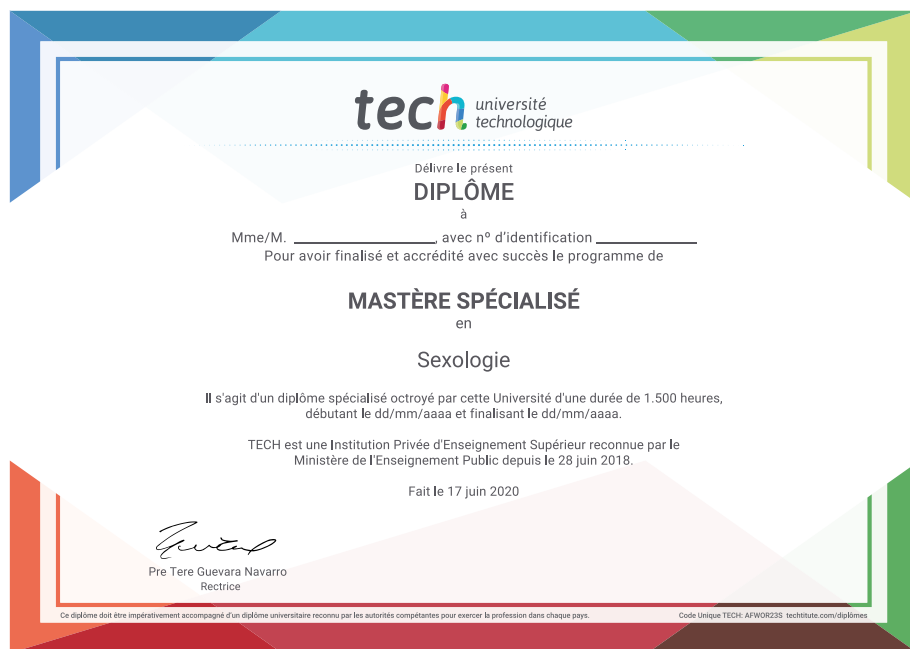 tech université
technologique
Délivre le présent
DIPLÔME
à
Mme/M. ____________________, avec nº d'identification ______________
Pour avoir finalisé et accrédité avec succès le programme de
MASTÈRE SPÉCIALISÉ
en
Sexologie
Il s'agit d'un diplôme spécialisé octroyé par cette Université d'une durée de 1.500 heures,
débutant le dd/mm/aaaa et finalisant le dd/mm/aaaa.
TECH est une Institution Privée d'Enseignement Supérieur reconnue par le
Ministère de l'Enseignement Public depuis le 28 juin 2018.
Fait le 17 juin 2020
Pre Tere Guevara Navarro
Rectrice
Ce diplôme doit être impérativement accompagné d'un diplôme universitaire reconnu par les autorités compétentes pour exercer la profession dans chaque pays.
Code Unique TECH: AFWOR23S techtitute.com/diplômes